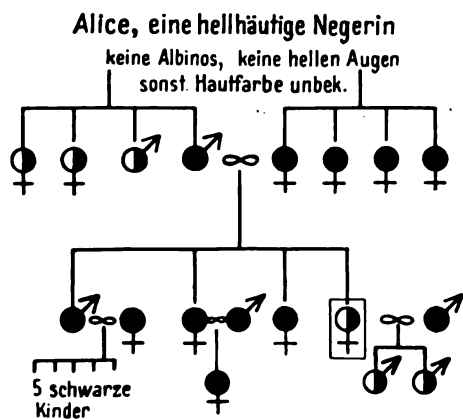 Alice, eine hellhäutige Negerin
keine Albinos, keine hellen Augen
sonst. Hautfarbe unbek.
5 schwarze
Kinder